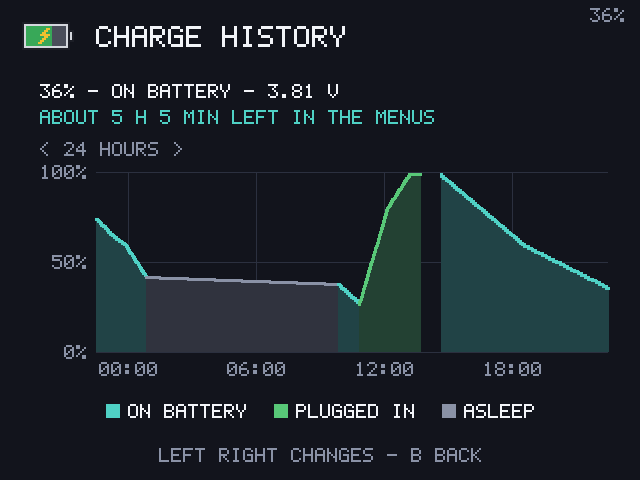 36%
CHARGE HISTORY
36% - ON BATTERY - 3.81 V
ABOUT 5 H 5 MIN LEFT IN THE MENUS
< 24 HOURS >
100%
50%
0%
00:00 06:00 12:00 18:00
ON BATTERY PLUGGED IN ASLEEP
LEFT RIGHT CHANGES - B BACK